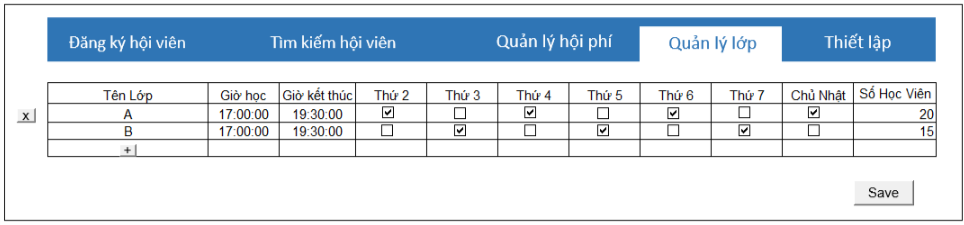 Đăng ký hội viên Tìm kiếm hội viên Quản lý hội phí Quản lý lớp Thiết lập
Tên Lớp Giờ học Giờ kết thúc Thứ 2 Thứ 3 Thứ 4 Thứ 5 Thứ 6 Thứ 7 Chủ Nhật Số Học Viên
x A 17:00:00 19:30:00 20
B 17:00:00 19:30:00 15
+
Save